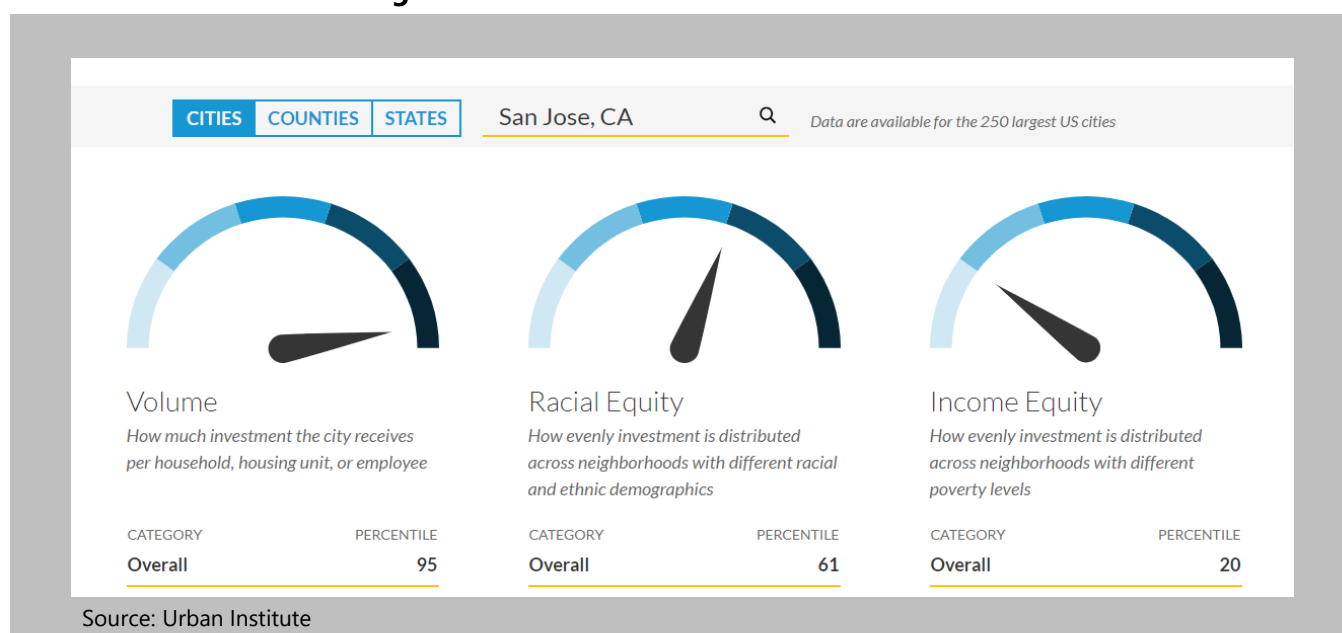 CITIES COUNTIES STATES San Jose, CA Data are available for the 250 largest US cities
Volume
How much investment the city receives
per household, housing unit, or employee
CATEGORY PERCENTILE
Overall 95
Racial Equity
How evenly investment is distributed
across neighborhoods with different racial
and ethnic demographics
CATEGORY PERCENTILE
Overall 61
Income Equity
How evenly investment is distributed
across neighborhoods with different
poverty levels
CATEGORY PERCENTILE
Overall 20
Source: Urban Institute